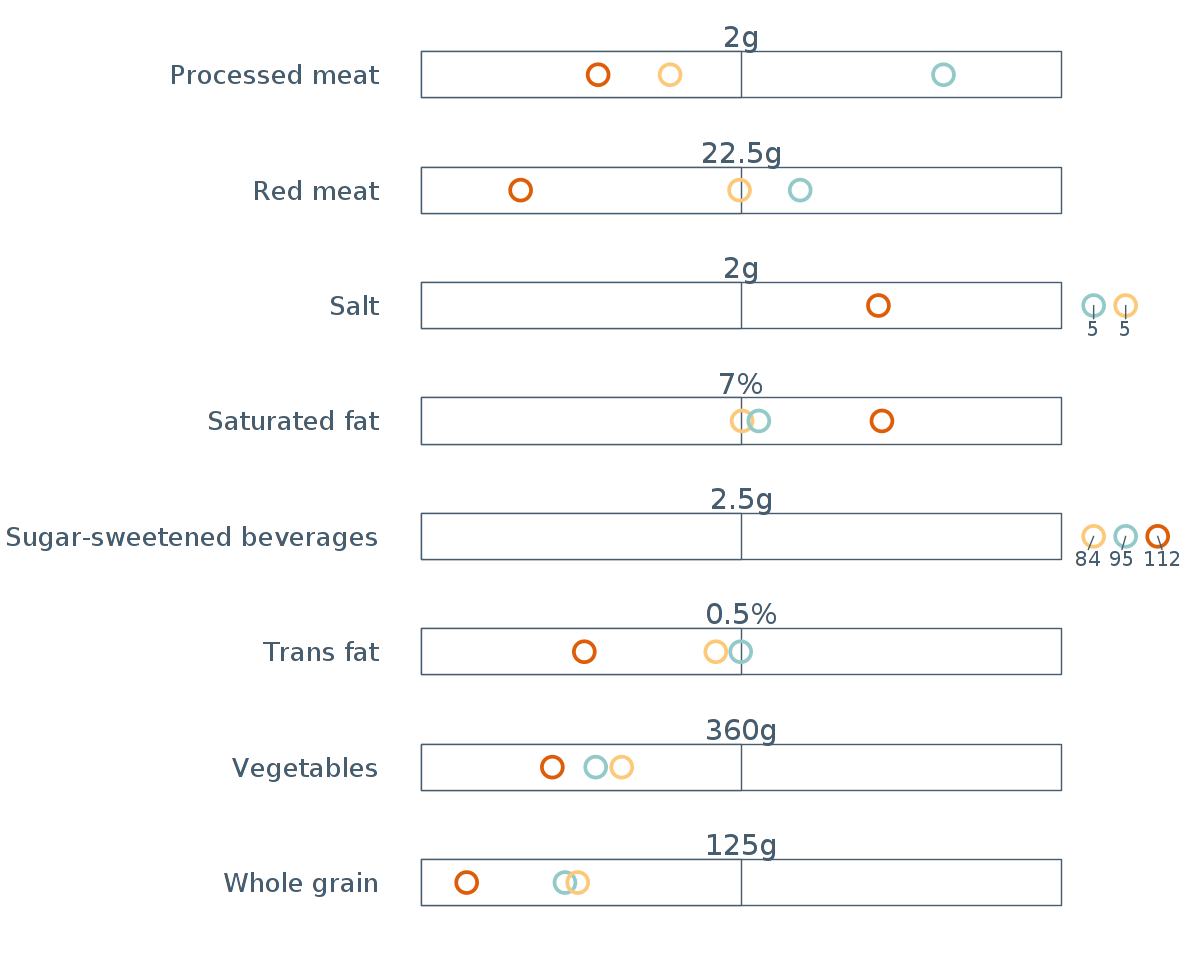 2g
Processed meat
22.5g
Red meat
2g
Salt
5 5
7%
Saturated fat
2.5g
Sugar-sweetened beverages
84 95 112
0.5%
Trans fat
360g
Vegetables
125g
Whole grain